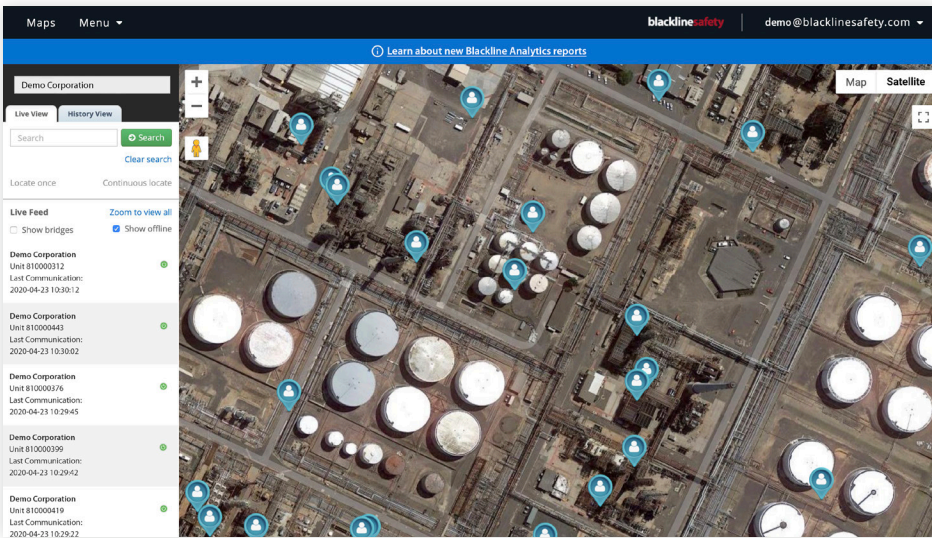 Maps Menu
blacklinesafety
demo@blacklinesafety.com
Learn about new Blackline Analytics reports
Demo Corporation
Live View History View
Search Search
Clear search
Locate once Continuous locate
Live Feed Zoom to view all
Show bridges Show offline
Demo Corporation
Unit 810000312
Last Communication:
2020-04-23 10:30:12
Demo Corporation
Unit 810000443
Last Communication:
2020-04-23 10:30:02
Demo Corporation
Unit 810000376
Last Communication:
2020-04-23 10:29:45
Demo Corporation
Unit 810000399
Last Communication:
2020-04-23 10:29:42
Demo Corporation
Unit 810000419
Last Communication:
2020-04-23 10:29:22
Map Satellite